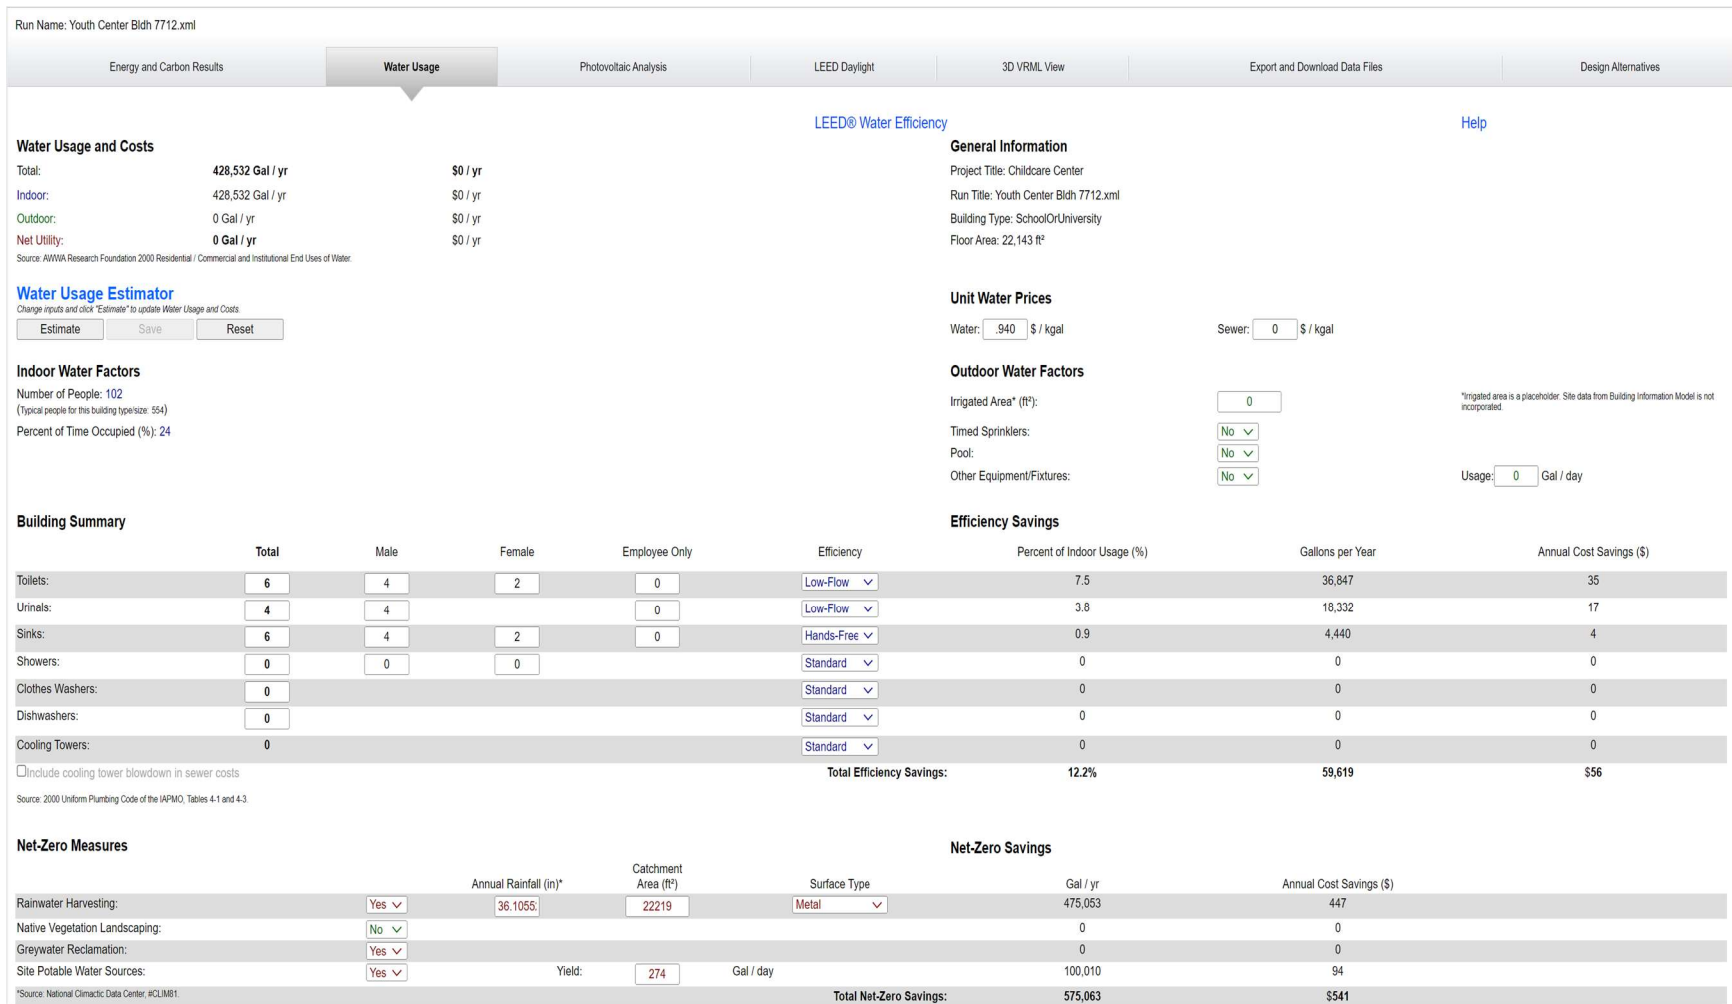 Run Name: Youth Center Bldh 7712.xml
Energy and Carbon Results Water Usage Photovoltaic Analysis LEED Daylight 3D VRML View Export and Download Data Files Design Alternatives
LEED® Water Efficiency Help
Water Usage and Costs General Information
Total: 428,532 Gal / yr $0 / yr Project Title: Childcare Center
Indoor: 428,532 Gal / yr $0 / yr Run Title: Youth Center Bldh 7712.xml
Outdoor: 0 Gal / yr $0 / yr Building Type: SchoolOrUniversity
Net Utility: 0 Gal / yr $0 / yr Floor Area: 22,143 ft²
Source: AWWA Research Foundation 2000 Residential / Commercial and Institutional End Uses of Water.
Water Usage Estimator Unit Water Prices
Change inputs and click "Estimate" to update Water Usage and Costs.
Estimate Save Reset Water: .940 $ / kgal Sewer: 0 $ / kgal
Indoor Water Factors Outdoor Water Factors
Number of People: 102 Irrigated Area* (ft²): 0 *Irrigated area is a placeholder. Site data from Building Information Model is not
incorporated.
(Typical people for this building type/size: 554)
Percent of Time Occupied (%): 24 Timed Sprinklers: No
Pool: No
Other Equipment/Fixtures: No Usage: 0 Gal / day
Building Summary Efficiency Savings
Total Male Female Employee Only Efficiency Percent of Indoor Usage (%) Gallons per Year Annual Cost Savings ($)
Toilets: 6 4 2 0 Low-Flow 7.5 36,847 35
Urinals: 4 4 0 Low-Flow 3.8 18,332 17
Sinks: 6 4 2 0 Hands-Free 0.9 4,440 4
Showers: 0 0 0 Standard 0 0 0
Clothes Washers: 0 Standard 0 0 0
Dishwashers: 0 Standard 0 0 0
Cooling Towers: 0 Standard 0 0 0
Include cooling tower blowdown in sewer costs Total Efficiency Savings: 12.2% 59,619 $56
Source: 2000 Uniform Plumbing Code of the IAPMO, Tables 4-1 and 4-3.
Net-Zero Measures Net-Zero Savings
Annual Rainfall (in)* Catchment
Area (ft²) Surface Type Gal / yr Annual Cost Savings ($)
Rainwater Harvesting: Yes 36.1055 22219 Metal 475,053 447
Native Vegetation Landscaping: No 0 0
Greywater Reclamation: Yes 0 0
Site Potable Water Sources: Yes Yield: 274 Gal / day 100,010 94
*Source: National Climactic Data Center, #CLIM81. Total Net-Zero Savings: 575,063 $541